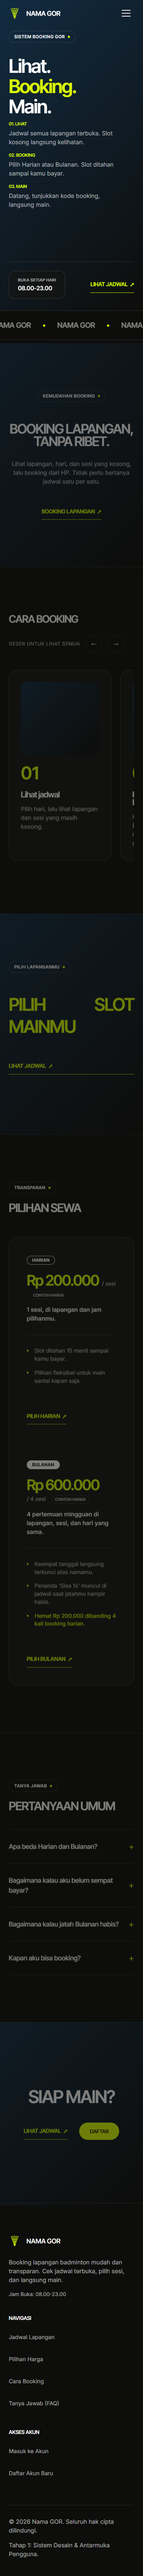 NAMA GOR
SISTEM BOOKING GOR
Lihat.
Booking.
Main.
01. LIHAT
Jadwal semua lapangan terbuka. Slot
kosong langsung kelihatan.
02. BOOKING
Pilih Harian atau Bulanan. Slot ditahan
sampai kamu bayar.
03. MAIN
Datang, tunjukkan kode booking,
langsung main.
BUKA SETIAP HARI
08.00-23.00
LIHAT JADWAL ↗
AMA GOR • NAMA GOR • NAMA
KEMUDAHAN BOOKING
BOOKING LAPANGAN,
TANPA RIBET.
Lihat lapangan, hari, dan sesi yang kosong,
lalu booking dari HP. Tidak perlu bertanya
jadwal satu per satu.
BOOKING LAPANGAN ↗
CARA BOOKING
GESER UNTUK LIHAT SEMUA ← →
01
Lihat jadwal
Pilih hari, lalu lihat lapangan
dan sesi yang masih
kosong.
PILIH LAPANGANMU
PILIH SLOT
MAINMU
LIHAT JADWAL ↗
TRANSPARAN
PILIHAN SEWA
HARIAN
Rp 200.000 / sesi
CONTOH HARGA
1 sesi, di lapangan dan jam
pilihanmu.
Slot ditahan 15 menit sampai
kamu bayar.
Pilihan fleksibel untuk main
santai kapan saja.
PILIH HARIAN ↗
BULANAN
Rp 600.000
/ 4 sesi CONTOH HARGA
4 pertemuan mingguan di
lapangan, sesi, dan hari yang
sama.
Keempat tanggal langsung
terkunci atas namamu.
Penanda 'Sisa 1x' muncul di
jadwal saat jatahmu hampir
habis.
Hemat Rp 200.000 dibanding 4
kali booking harian.
PILIH BULANAN ↗
TANYA JAWAB
PERTANYAAN UMUM
Apa beda Harian dan Bulanan? +
Bagaimana kalau aku belum sempat
bayar? +
Bagaimana kalau jatah Bulanan habis? +
Kapan aku bisa booking? +
SIAP MAIN?
LIHAT JADWAL ↗
DAFTAR
NAMA GOR
Booking lapangan badminton mudah dan
transparan. Cek jadwal terbuka, pilih sesi,
dan langsung main.
Jam Buka: 08.00-23.00
NAVIGASI
Jadwal Lapangan
Pilihan Harga
Cara Booking
Tanya Jawab (FAQ)
AKSES AKUN
Masuk ke Akun
Daftar Akun Baru
© 2026 Nama GOR. Seluruh hak cipta
dilindungi.
Tahap 1: Sistem Desain & Antarmuka
Pengguna.